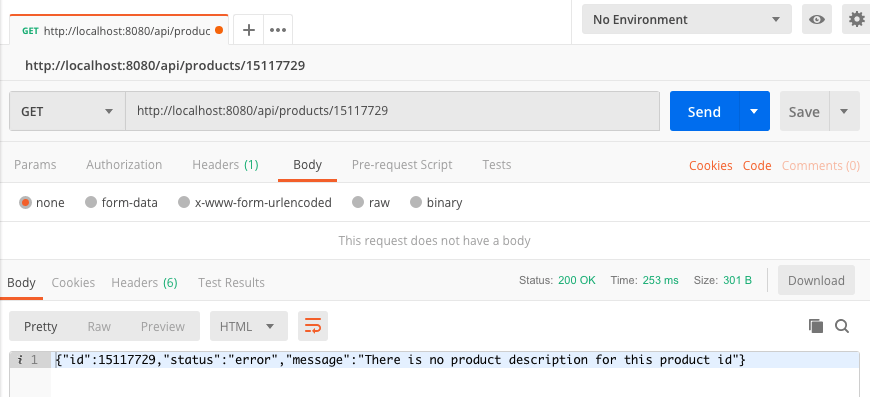 GET http://localhost:8080/api/produc
No Environment
http://localhost:8080/api/products/15117729
GET http://localhost:8080/api/products/15117729 Send Save
Params Authorization Headers (1) Body Pre-request Script Tests Cookies Code Comments (0)
none form-data x-www-form-urlencoded raw binary
This request does not have a body
Body Cookies Headers (6) Test Results Status: 200 OK Time: 253 ms Size: 301 B Download
Pretty Raw Preview HTML
i 1 {"id":15117729,"status":"error","message":"There is no product description for this product id"}